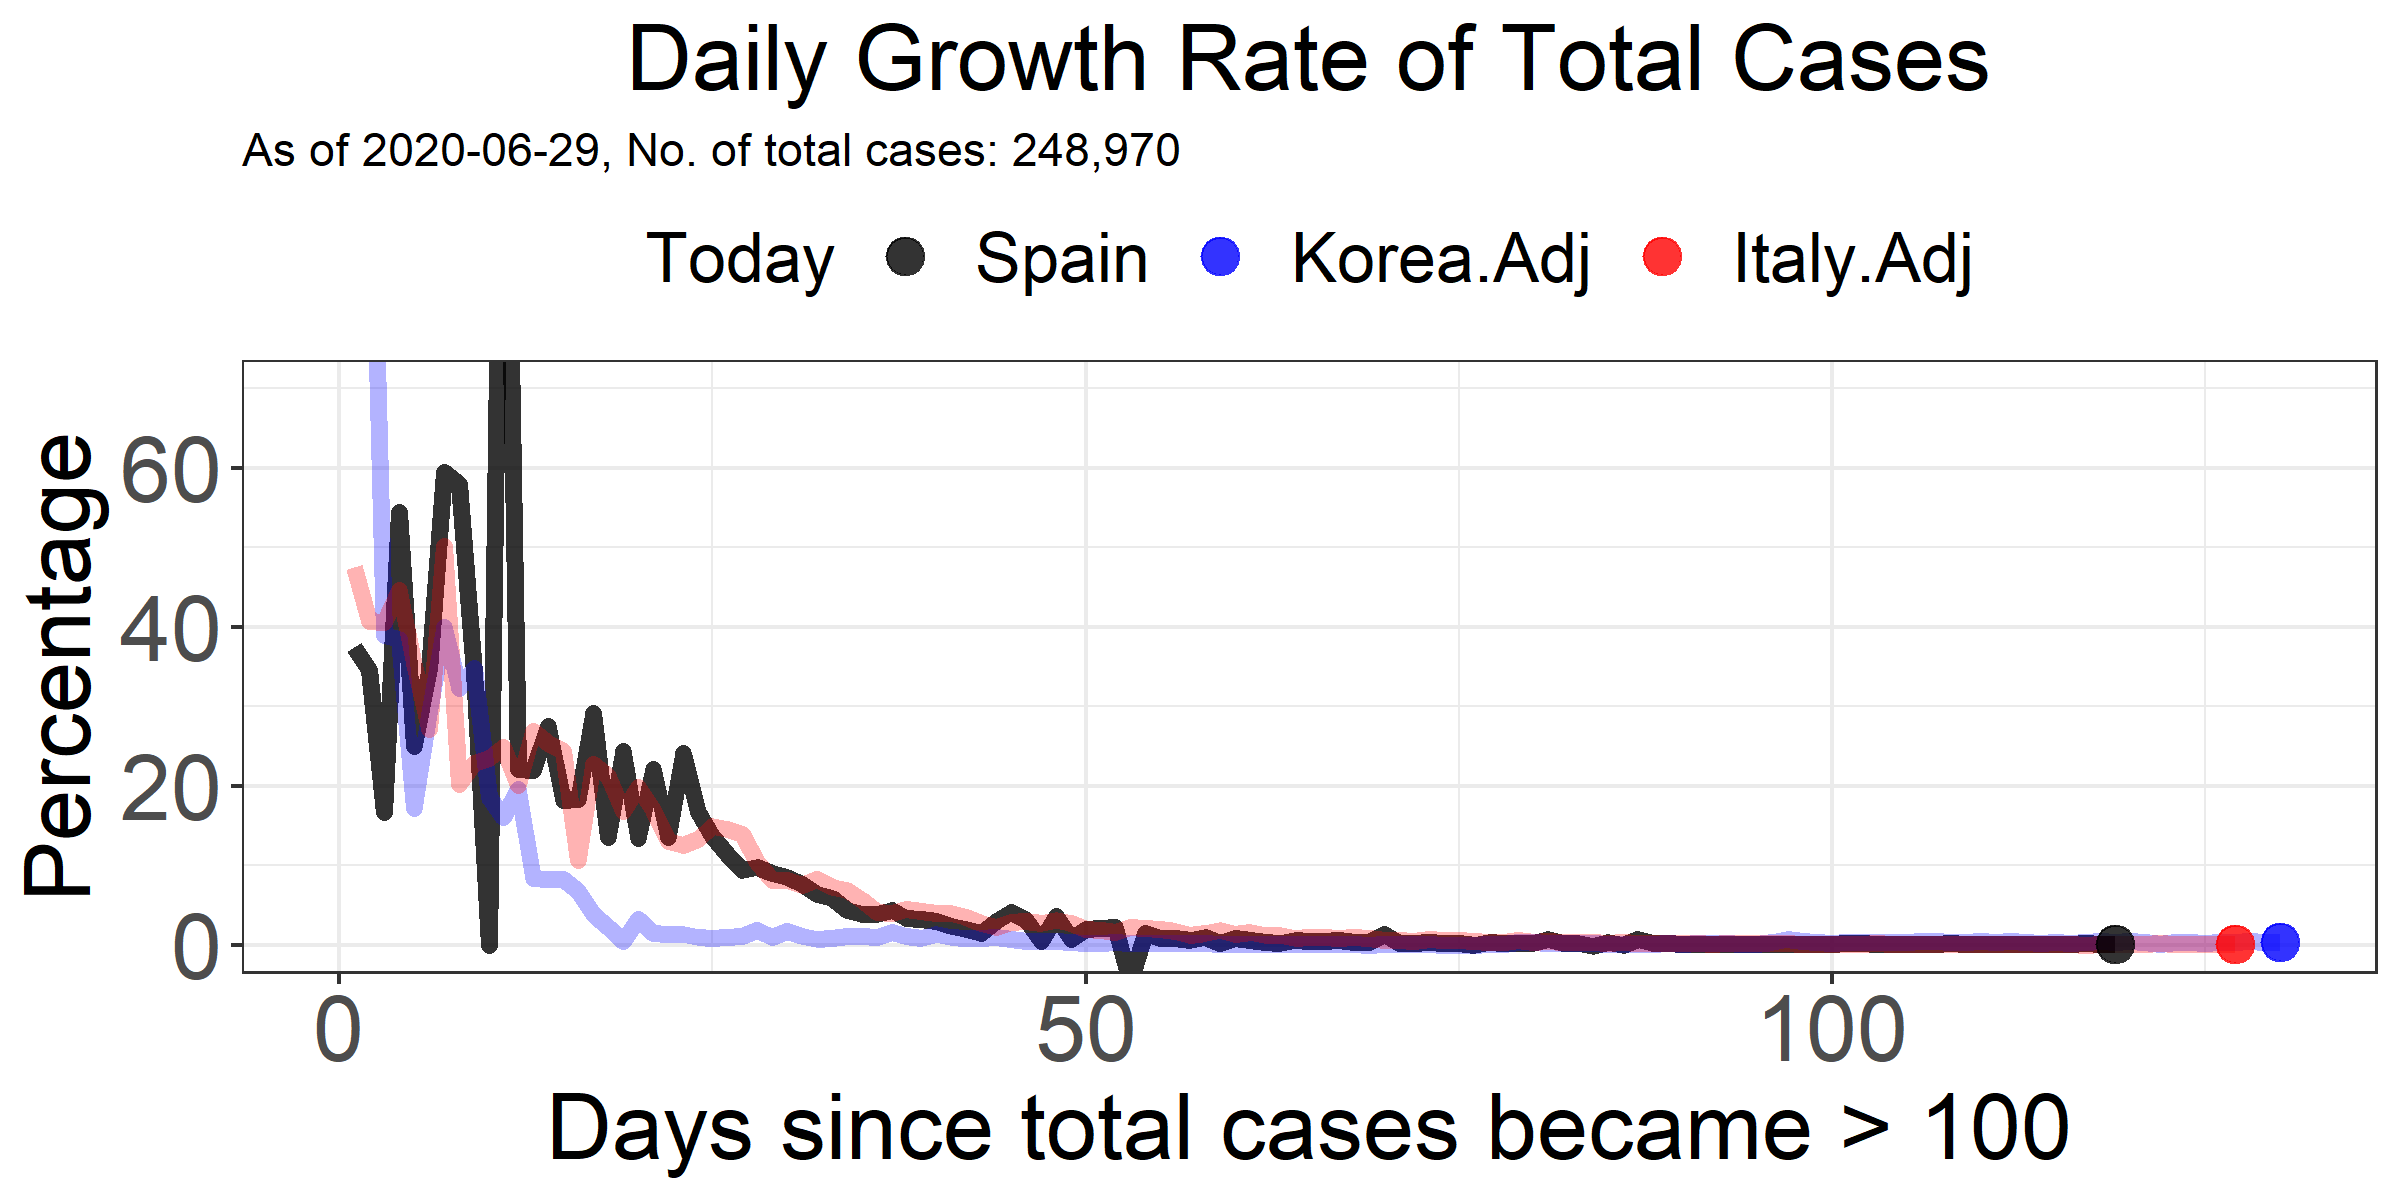 Daily Growth Rate of Total Cases
As of 2020-06-29, No. of total cases: 248,970
Today Spain Korea.Adj Italy.Adj
Percentage
60
40
20
0
0 50 100
Days since total cases became > 100